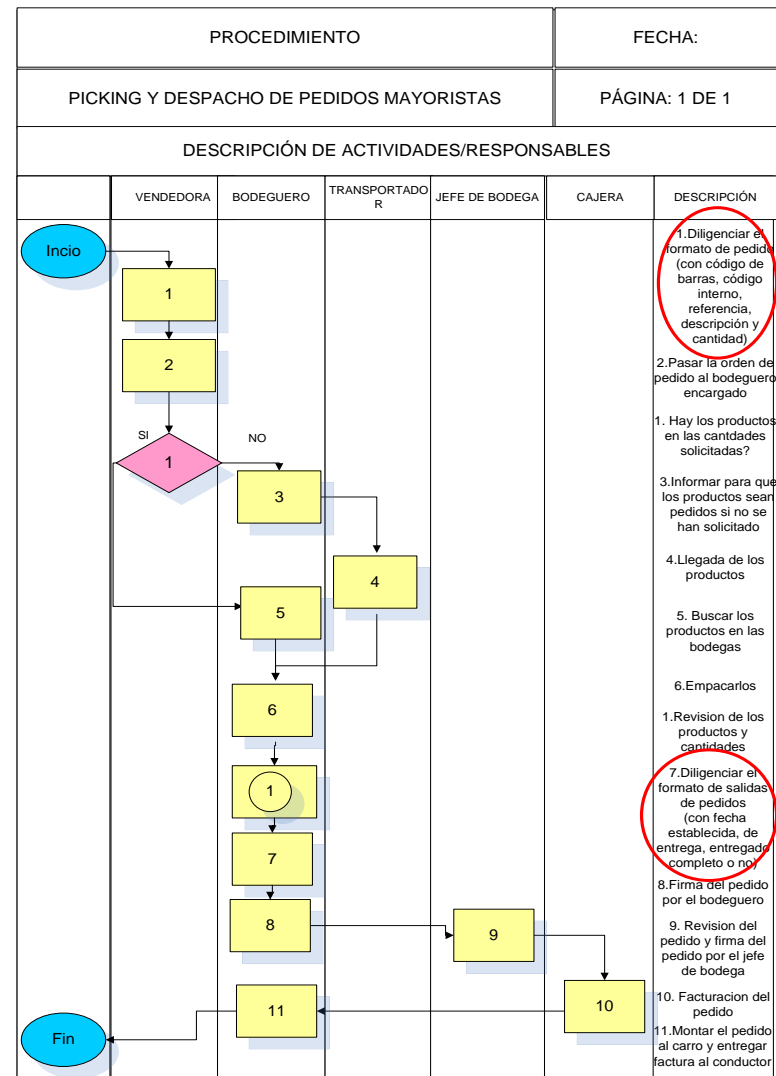 PROCEDIMIENTO
FECHA:
PICKING Y DESPACHO DE PEDIDOS MAYORISTAS
PÁGINA: 1 DE 1
DESCRIPCIÓN DE ACTIVIDADES/RESPONSABLES
VENDEDORA
BODEGUERO
TRANSPORTADO
R
JEFE DE BODEGA
CAJERA
DESCRIPCIÓN
Incio
1
2
SI
NO
1
3
4
5
6
1
7
8
9
10
11
Fin
1.Diligenciar el
formato de pedido
(con código de
barras, código
interno,
referencia,
descripción y
cantidad)
2.Pasar la orden de
pedido al bodeguero
encargado
1. Hay los productos
en las cantdades
solicitadas?
3.Informar para que
los productos sean
pedidos si no se
han solicitado
4.Llegada de los
productos
5. Buscar los
productos en las
bodegas
6.Empacarlos
1.Revision de los
productos y
cantidades
7.Diligenciar el
formato de salidas
de pedidos
(con fecha
establecida, de
entrega, entregado
completo o no)
8.Firma del pedido
por el bodeguero
9. Revision del
pedido y firma del
pedido por el jefe
de bodega
10. Facturacion del
pedido
11.Montar el pedido
al carro y entregar
factura al conductor